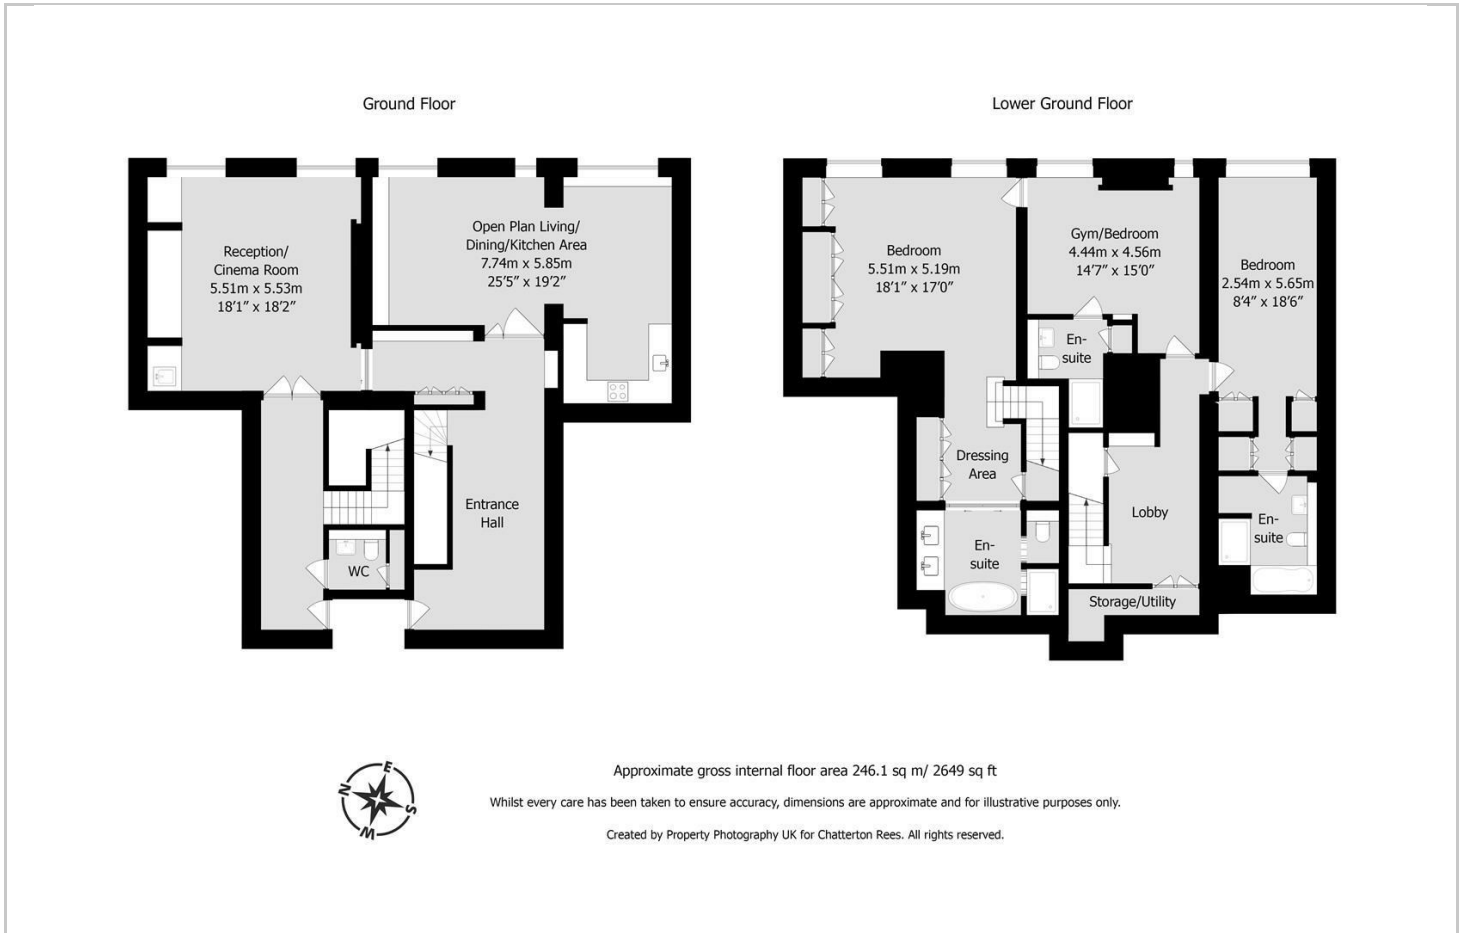 Ground Floor
Lower Ground Floor
Reception/
Cinema Room
5.51m x 5.53m
18'1" x 18'2"
Open Plan Living/
Dining/Kitchen Area
7.74m x 5.85m
25'5" x 19'2"
Entrance
Hall
WC
Bedroom
5.51m x 5.19m
18'1" x 17'0"
Gym/Bedroom
4.44m x 4.56m
14'7" x 15'0"
Bedroom
2.54m x 5.65m
8'4" x 18'6"
En-
suite
Dressing
Area
Lobby
En-
suite
En-
suite
Storage/Utility
N
E
S
W
Approximate gross internal floor area 246.1 sq m/ 2649 sq ft
Whilst every care has been taken to ensure accuracy, dimensions are approximate and for illustrative purposes only.
Created by Property Photography UK for Chatterton Rees. All rights reserved.